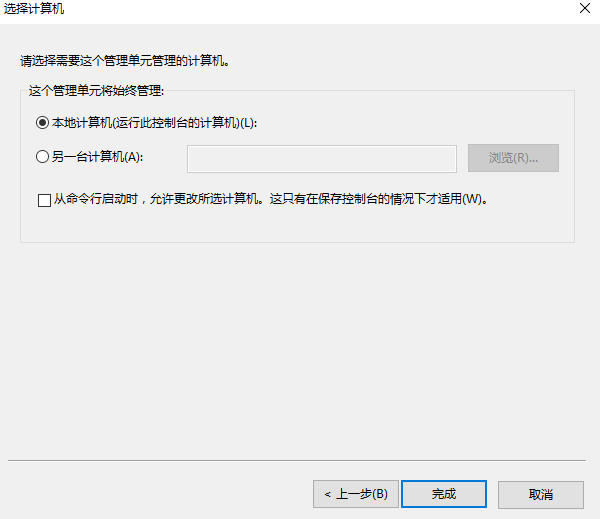 选择计算机
请选择需要这个管理单元管理的计算机。
这个管理单元将始终管理:
本地计算机(运行此控制台的计算机)(L):
另一台计算机(A):
浏览(R)...
从命令行启动时，允许更改所选计算机。这只有在保存控制台的情况下才适用(W)。
< 上一步(B)
完成
取消